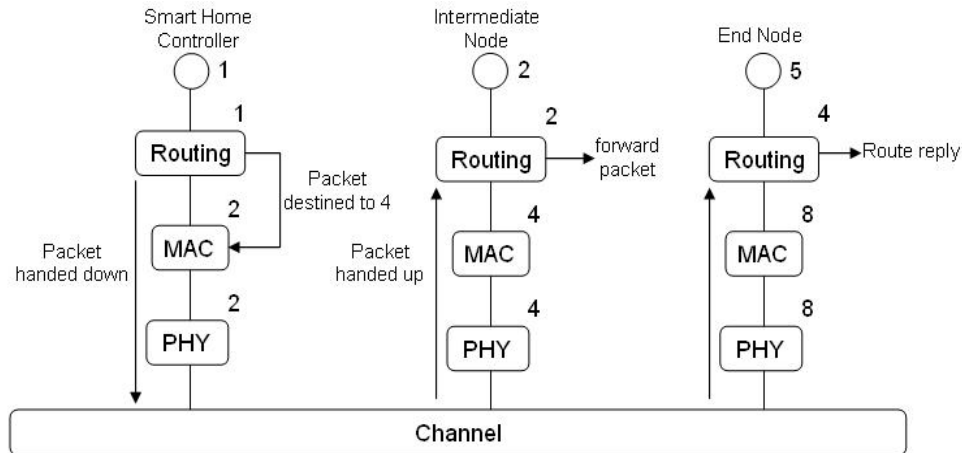 Smart Home
Controller
1
1
Routing
Packet
destined to 4
2
MAC
Packet
handed down
2
PHY
Intermediate
Node
2
2
Routing
forward
packet
4
MAC
Packet
handed up
4
PHY
End Node
5
4
Routing
Route reply
8
MAC
8
PHY
Channel